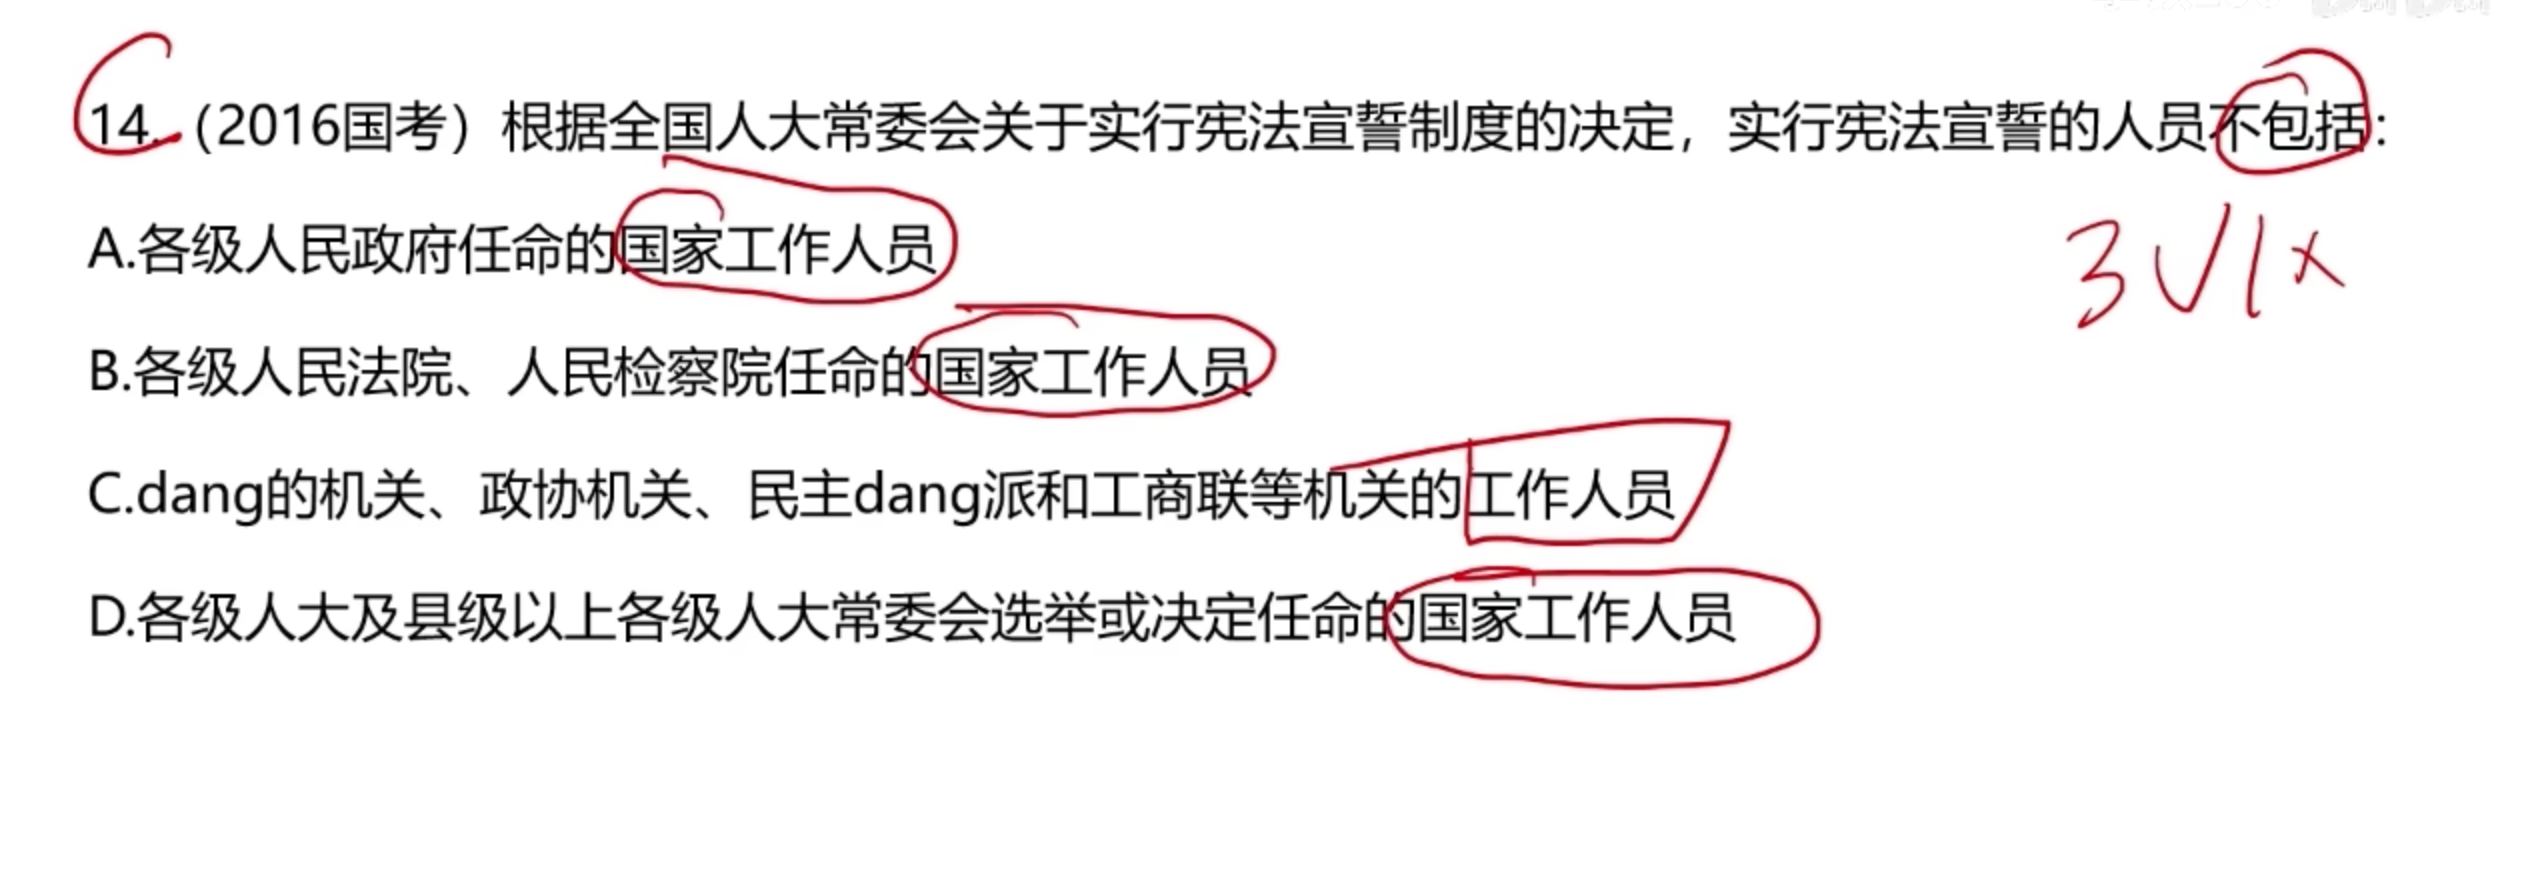 14.（2016国考）根据全国人大常委会关于实行宪法宣誓制度的决定，实行宪法宣誓的人员不包括：
A.各级人民政府任命的国家工作人员
3√1×
B.各级人民法院、人民检察院任命的国家工作人员
C.dang的机关、政协机关、民主dang派和工商联等机关的工作人员
D.各级人大及县级以上各级人大常委会选举或决定任命的国家工作人员